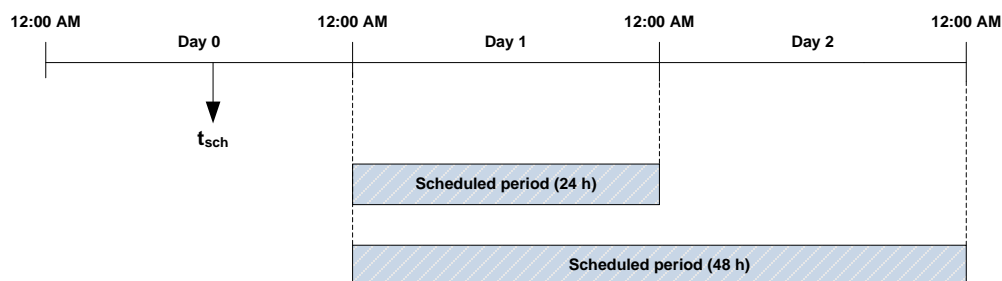 12:00 AM 12:00 AM 12:00 AM 12:00 AM
Day 0 Day 1 Day 2
tsch
Scheduled period (24 h)
Scheduled period (48 h)